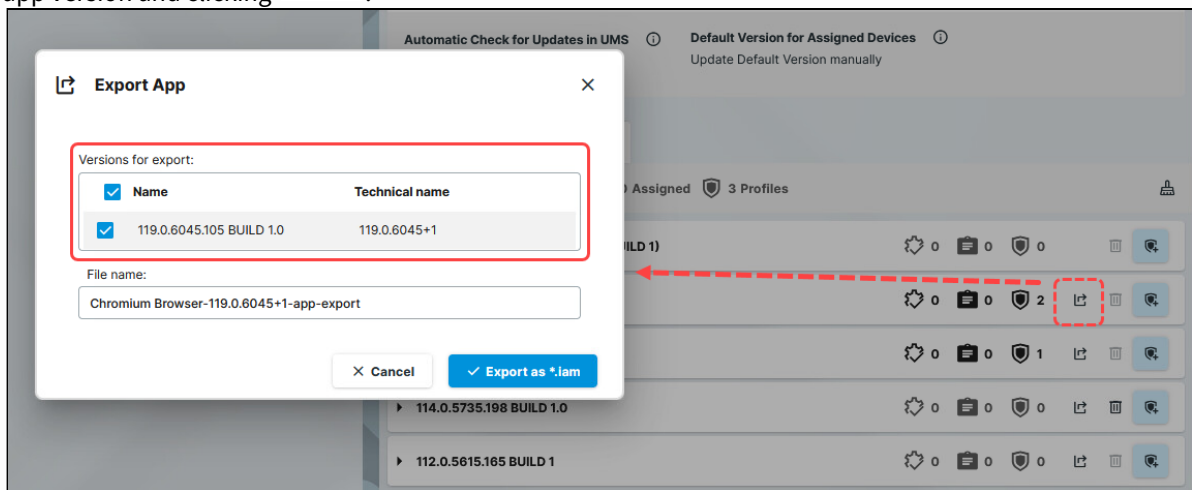 app version and clicking
Automatic Check for Updates in UMS
Default Version for Assigned Devices
Update Default Version manually
Export App
Versions for export:
Name Technical name
119.0.6045.105 BUILD 1.0 119.0.6045+1
File name:
Chromium Browser-119.0.6045+1-app-export
Cancel Export as *.iam
Assigned 3 Profiles
ILD 1) 0 0 0
0 0 2
0 0 1
114.0.5735.198 BUILD 1.0 0 0 0
112.0.5615.165 BUILD 1 0 0 0